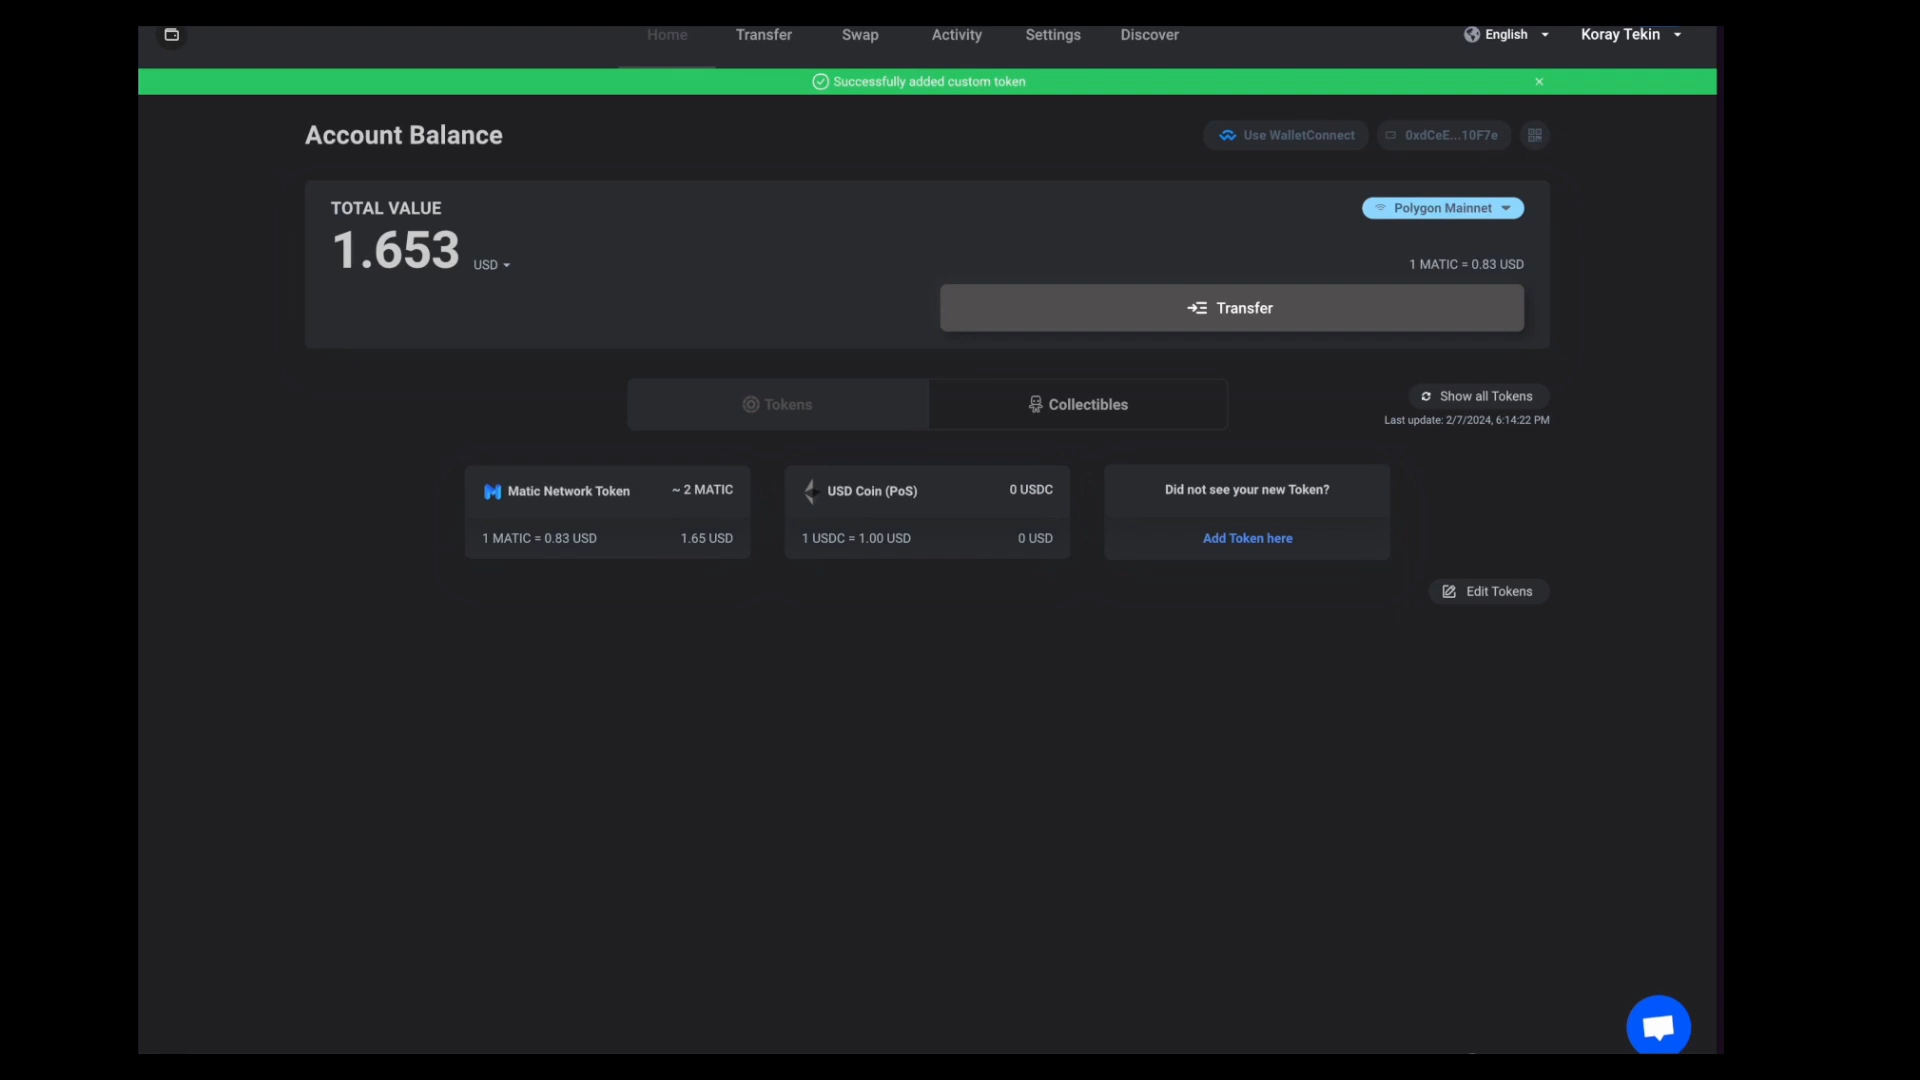 Home Transfer Swap Activity Settings Discover English Koray Tekin
Successfully added custom token
Account Balance
Use WalletConnect 0xdCeE...10F7e
TOTAL VALUE
Polygon Mainnet
1.653 USD
1 MATIC = 0.83 USD
Transfer
Tokens Collectibles
Show all Tokens
Last update: 2/7/2024, 6:14:22 PM
Matic Network Token ~ 2 MATIC
1 MATIC = 0.83 USD 1.65 USD
USD Coin (PoS) 0 USDC
1 USDC = 1.00 USD 0 USD
Did not see your new Token?
Add Token here
Edit Tokens